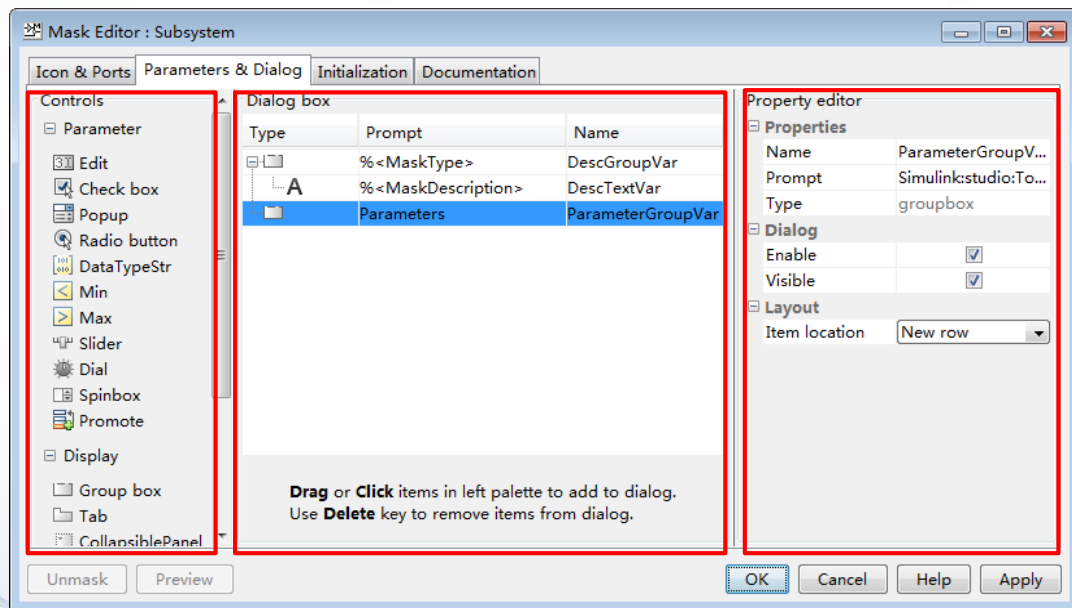 Mask Editor : Subsystem
Icon & Ports Parameters & Dialog Initialization Documentation
Controls
Parameter
Edit
Check box
Popup
Radio button
DataTypeStr
Min
Max
Slider
Dial
Spinbox
Promote
Display
Group box
Tab
CollapsiblePanel
Dialog box
Type Prompt Name
%<MaskType> DescGroupVar
A %<MaskDescription> DescTextVar
Parameters ParameterGroupVar
Drag or Click items in left palette to add to dialog.
Use Delete key to remove items from dialog.
Property editor
Properties
Name ParameterGroupV...
Prompt Simulink:studio:To...
Type groupbox
Dialog
Enable
Visible
Layout
Item location New row
Unmask Preview OK Cancel Help Apply